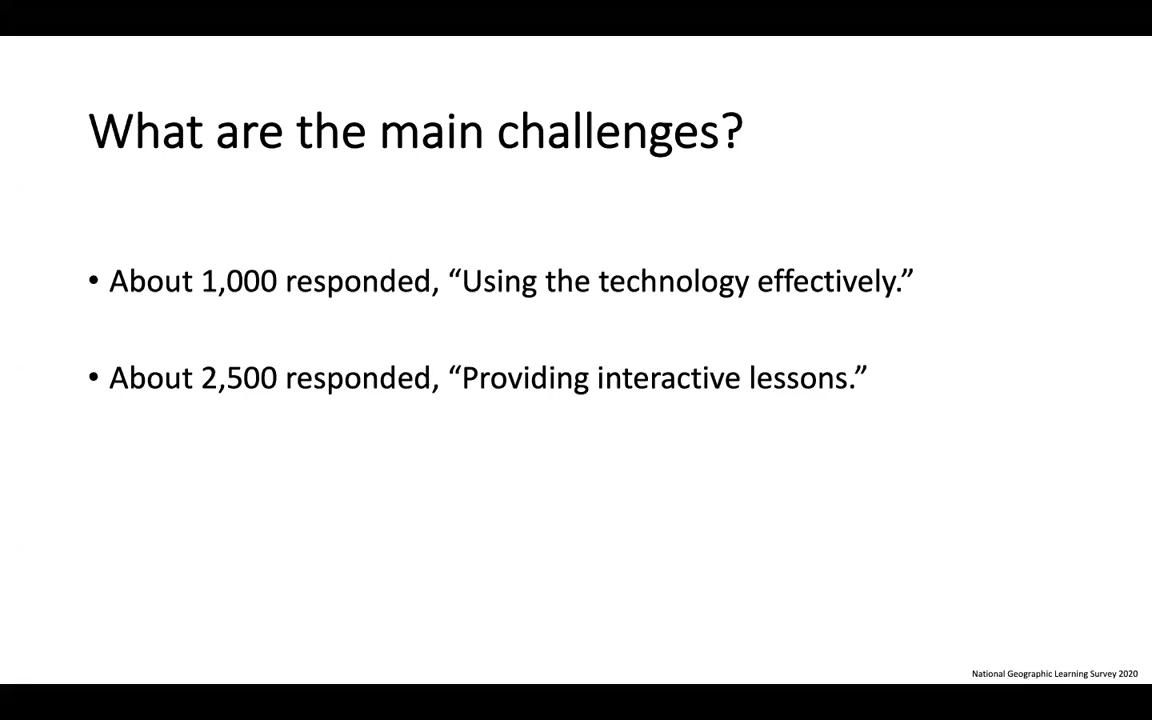 What are the main challenges?
• About 1,000 responded, “Using the technology effectively.”
• About 2,500 responded, “Providing interactive lessons.”
National Geographic Learning Survey 2020